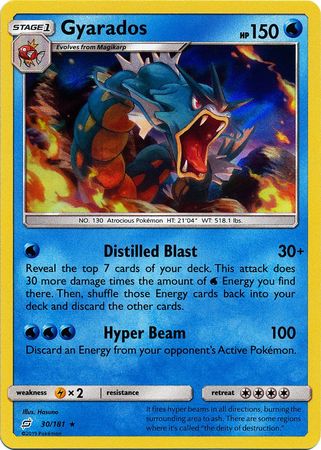 STAGE 1 Gyarados HP 150
Evolves from Magikarp
NO. 130 Atrocious Pokémon HT: 21'04" WT: 518.1 lbs.
Distilled Blast 30+
Reveal the top 7 cards of your deck. This attack does
30 more damage times the amount of Energy you
find there. Then, shuffle those Energy cards back into
your deck and discard the other cards.
Hyper Beam 100
Discard an Energy from your opponent's Active Pokémon.
weakness × 2 resistance retreat
Illus. Hasuno
30/181 ★
©2019 Pokémon
It fires hyper beams in all directions, burning the
surrounding area to ash. There are some regions
where it's called "the deity of destruction."